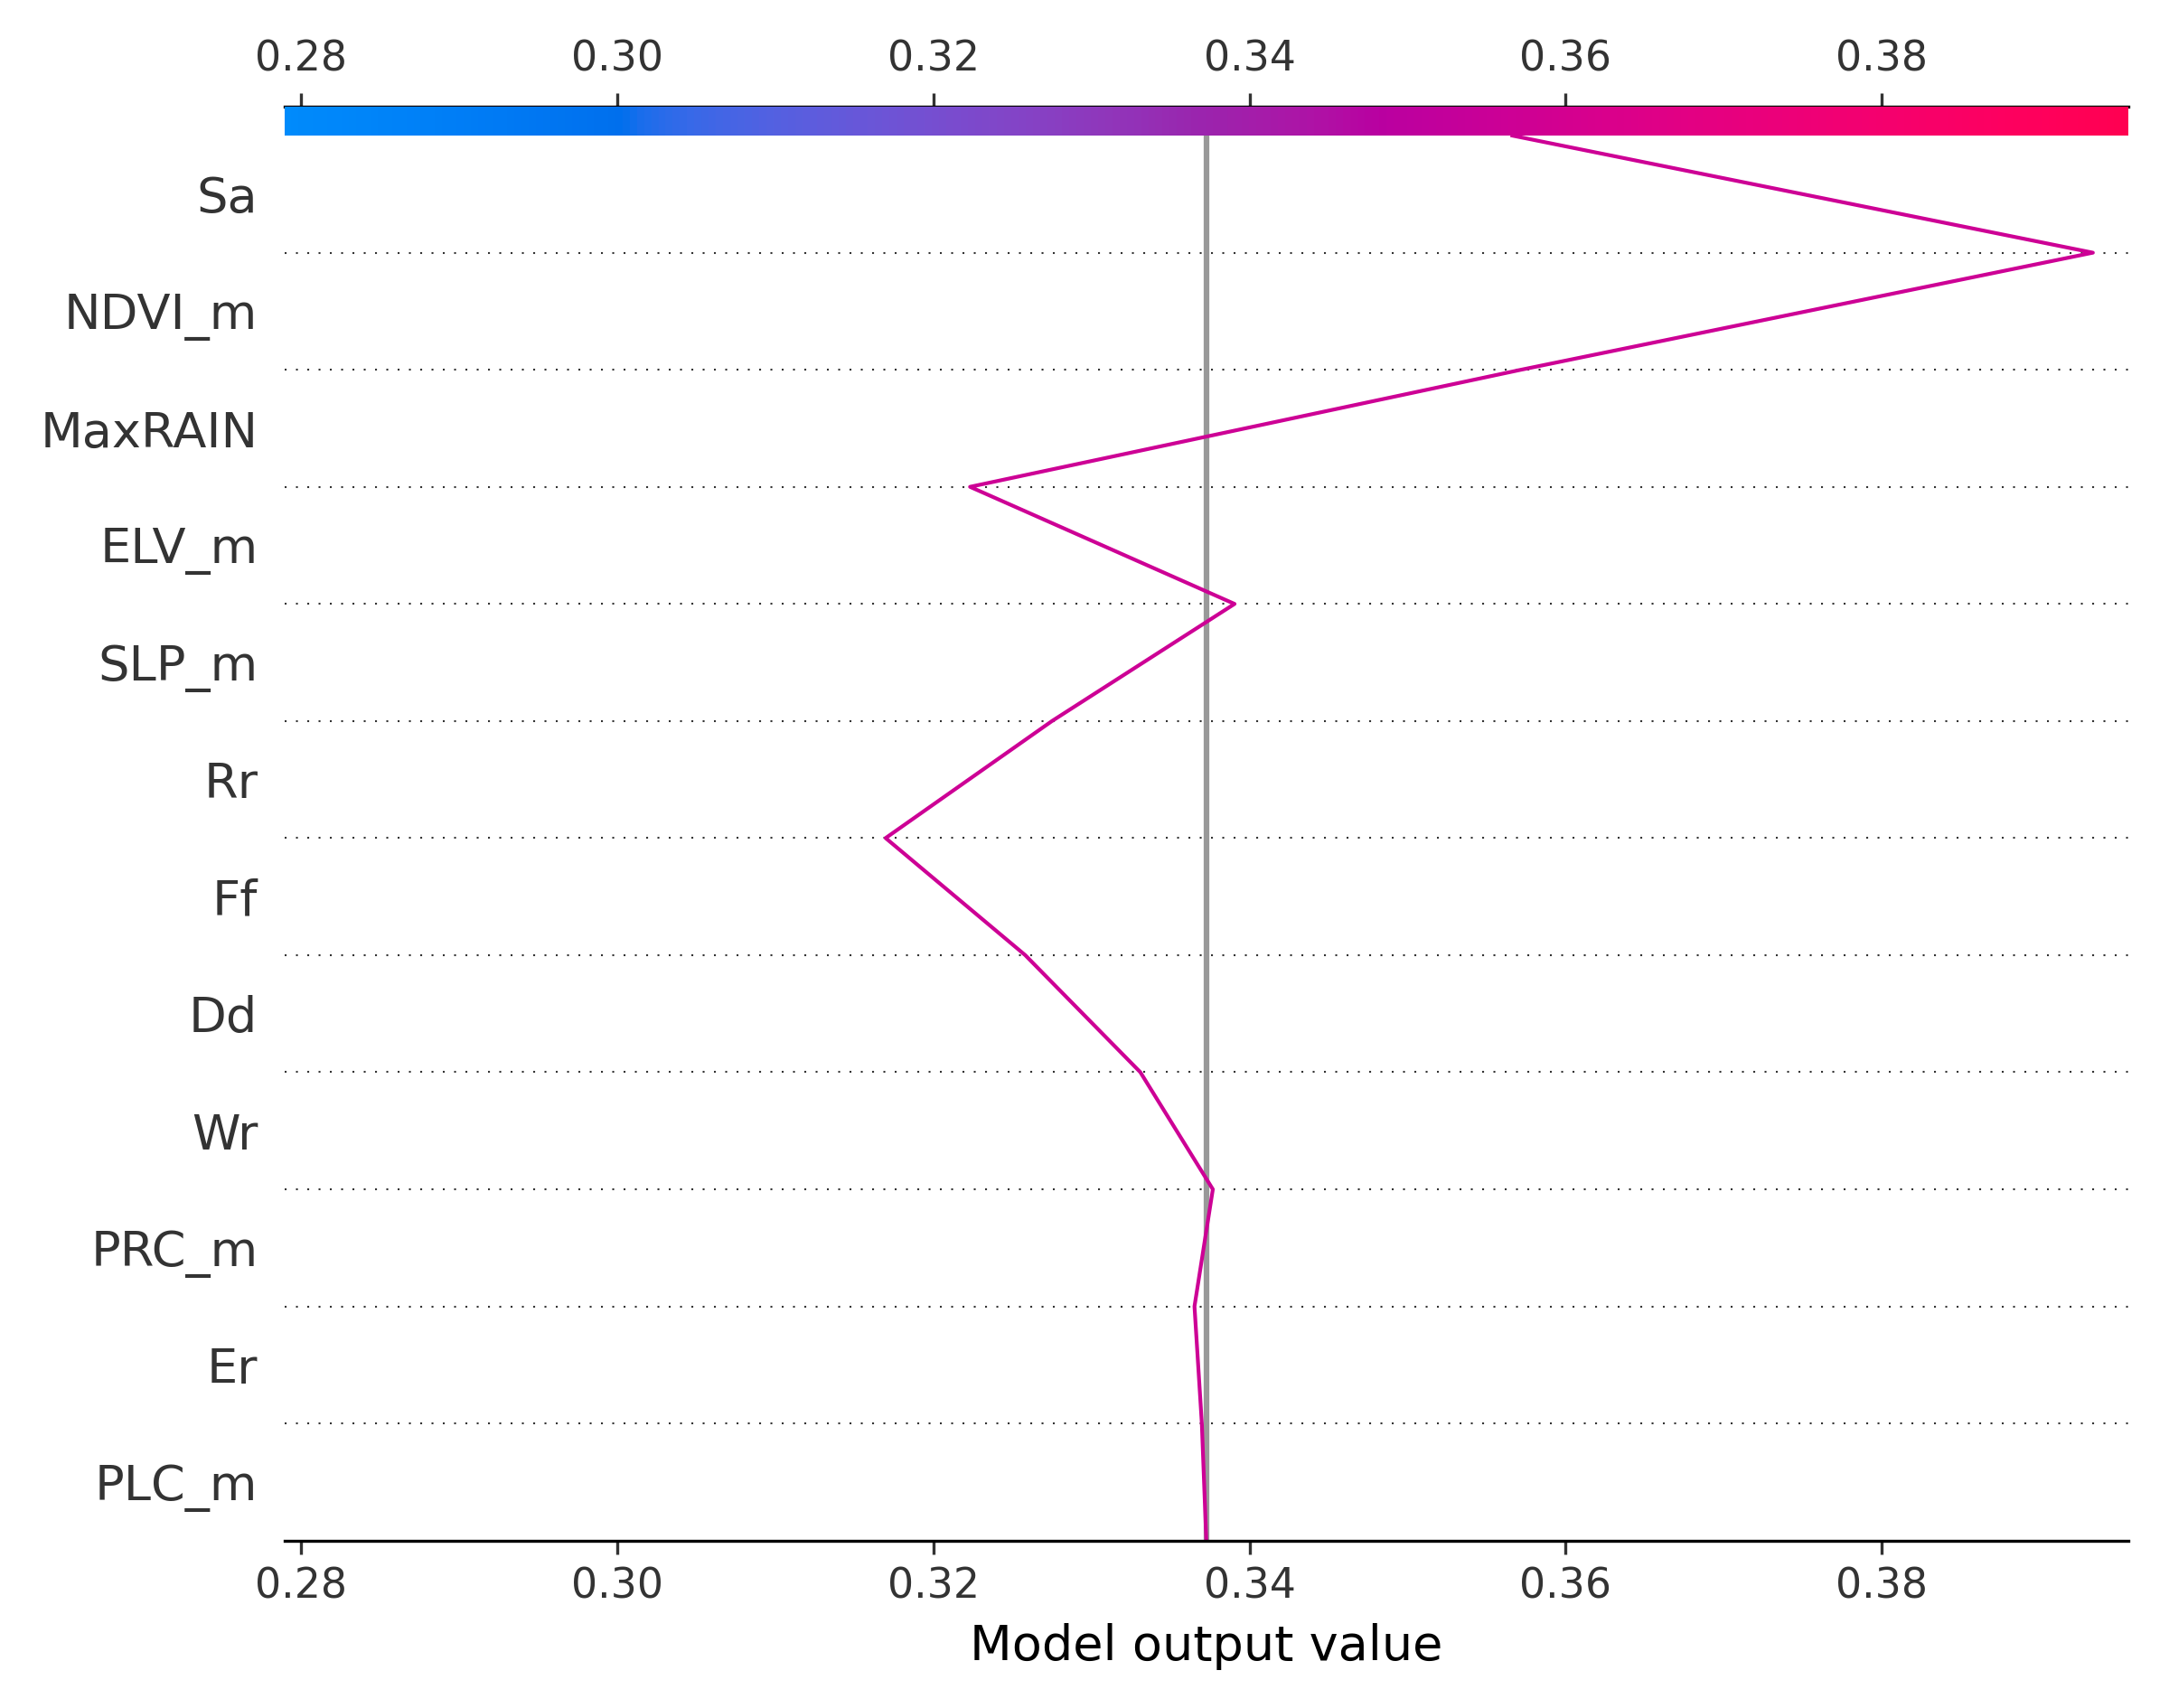 0.28 0.30 0.32 0.34 0.36 0.38
Sa
NDVI_m
MaxRAIN
ELV_m
SLP_m
Rr
Ff
Dd
Wr
PRC_m
Er
PLC_m
0.28 0.30 0.32 0.34 0.36 0.38
Model output value